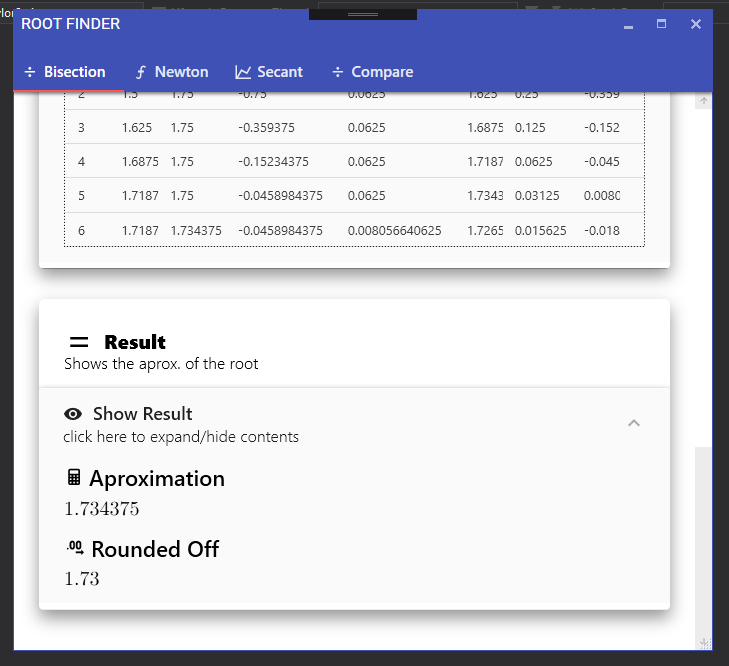 ROOT FINDER
Bisection Newton Secant Compare
2 1.5 1.75 -0.75 0.0625 1.625 0.25 -0.359
3 1.625 1.75 -0.359375 0.0625 1.6875 0.125 -0.152
4 1.6875 1.75 -0.15234375 0.0625 1.7187 0.0625 -0.045
5 1.7187 1.75 -0.0458984375 0.0625 1.7343 0.03125 0.0080
6 1.7187 1.734375 -0.0458984375 0.008056640625 1.7265 0.015625 -0.018
Result
Shows the aprox. of the root
Show Result
click here to expand/hide contents
Aproximation
1.734375
.00 Rounded Off
1.73